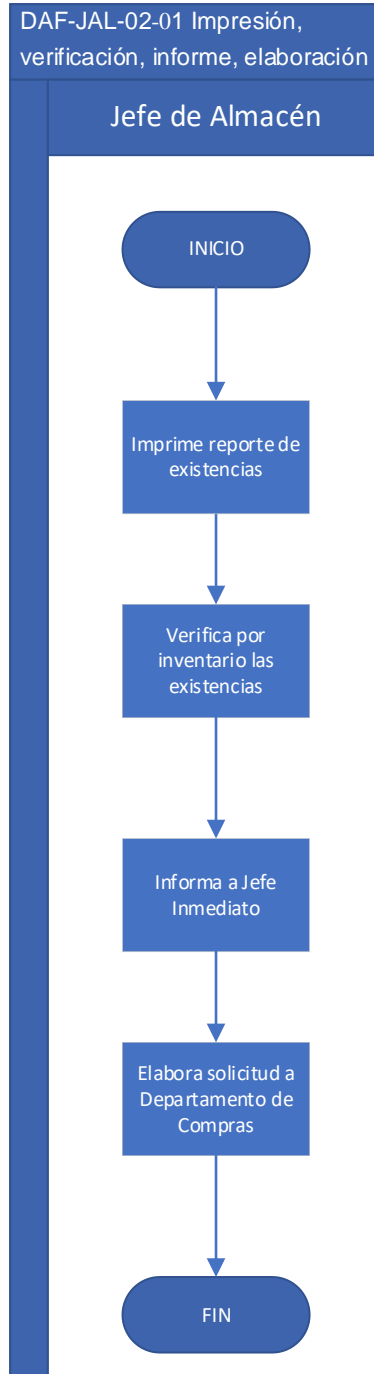 DAF-JAL-02-01 Impresión,
verificación, informe, elaboración
Jefe de Almacén
INICIO
Imprime reporte de
existencias
Verifica por
inventario las
existencias
Informa a Jefe
Inmediato
Elabora solicitud a
Departamento de
Compras
FIN